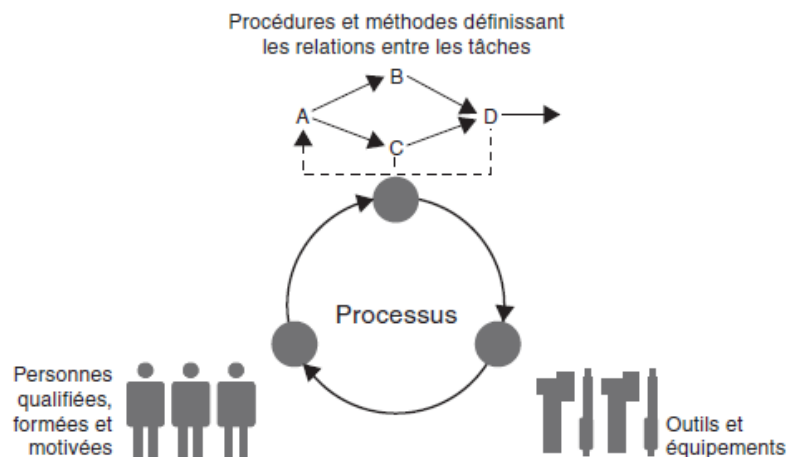 Procédures et méthodes définissant
les relations entre les tâches
B
A
D
C
Processus
Personnes
qualifiées,
formées et
motivées
Outils et
équipements